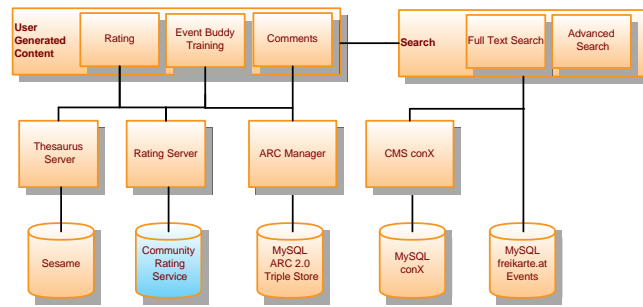 User
Generated
Content
Rating
Event Buddy
Training
Comments
Search
Full Text Search
Advanced
Search
Thesaurus
Server
Rating Server
ARC Manager
CMS conX
Sesame
Community
Rating
Service
MySQL
ARC 2.0
Triple Store
MySQL
conX
MySQL
freikarte.at
Events